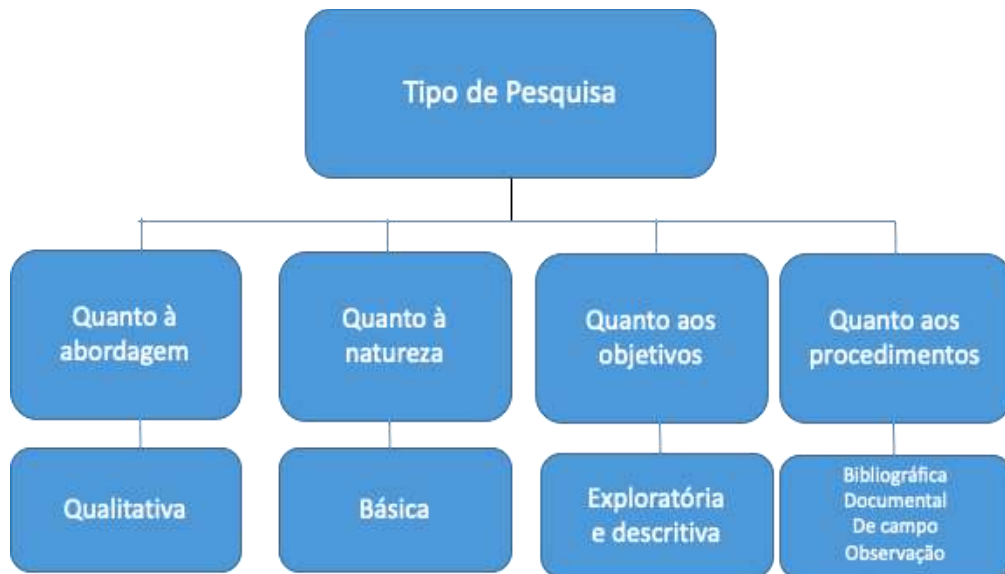 Tipo de Pesquisa
Quanto à
abordagem
Quanto à
natureza
Quanto aos
objetivos
Quanto aos
procedimentos
Qualitativa
Básica
Exploratória
e descritiva
Bibliográfica
Documental
De campo
Observação